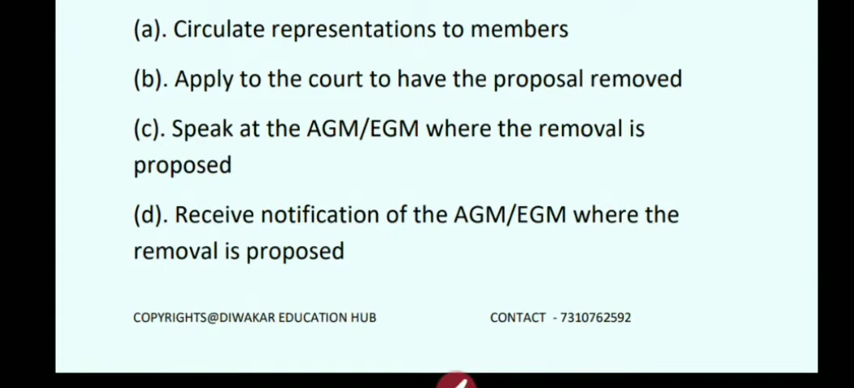 (a). Circulate representations to members
(b). Apply to the court to have the proposal removed
(c). Speak at the AGM/EGM where the removal is
proposed
(d). Receive notification of the AGM/EGM where the
removal is proposed
COPYRIGHTS@DIWAKAR EDUCATION HUB CONTACT - 7310762592